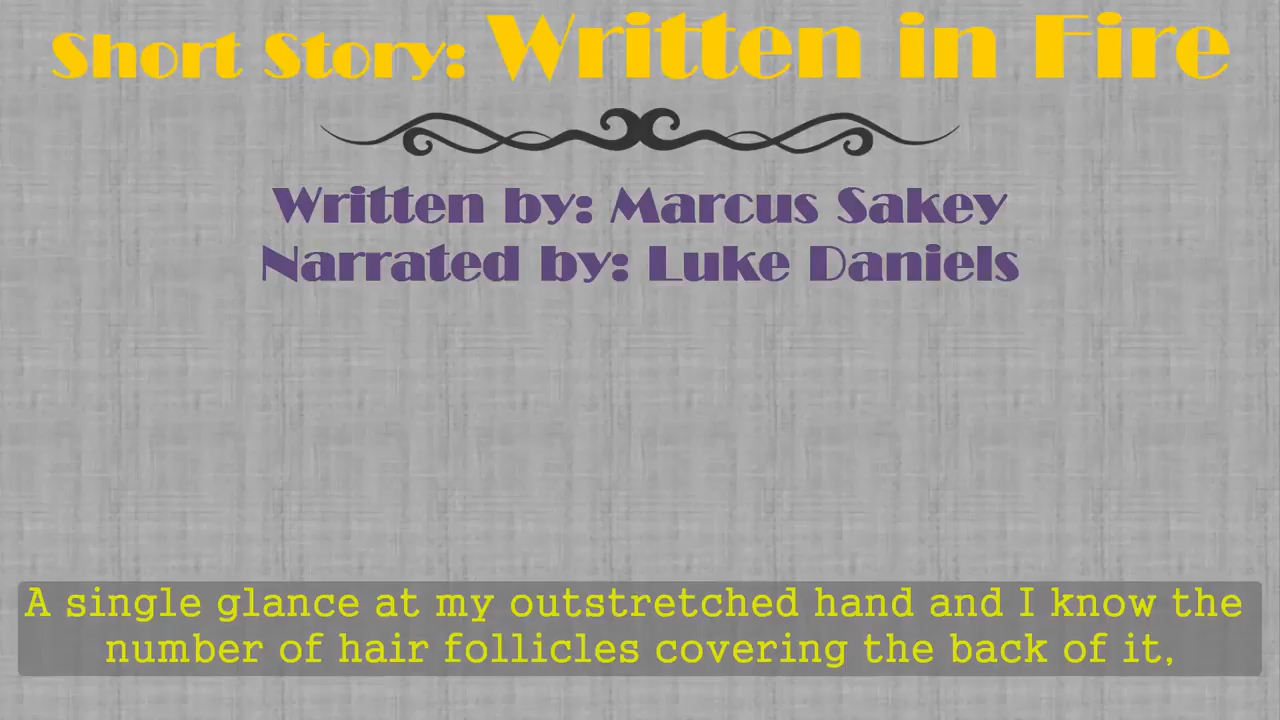 Short Story: Written in Fire
Written by: Marcus Sakey
Narrated by: Luke Daniels
A single glance at my outstretched hand and I know the
number of hair follicles covering the back of it,